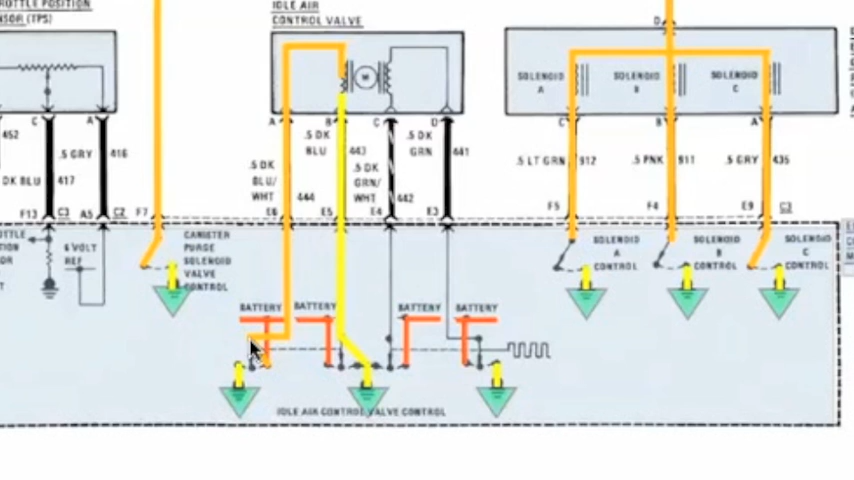 IDLE AIR
CONTROL VALVE
SOR (TPS)
M
SOLENOID
A
SOLENOID
B
SOLENOID
C
D
C
A
A
B
C
D
C
B
A
452
.5 GRY
416
DK BLU
417
.5 DK
BLU
443
.5 DK
GRN
441
.5 DK
BLU/
WHT
444
.5 DK
GRN/
WHT
442
.5 LT GRN
912
.5 PNK
911
.5 GRY
435
F13
C3
A5
C2
F7
E6
E5
E4
E3
F5
F4
E9
C3
CANISTER
PURGE
SOLENOID
VALVE
CONTROL
SOLENOID
A
CONTROL
SOLENOID
B
CONTROL
SOLENOID
C
CONTROL
VOLT
REF
BATTERY
BATTERY
BATTERY
BATTERY
IDLE AIR CONTROL VALVE CONTROL